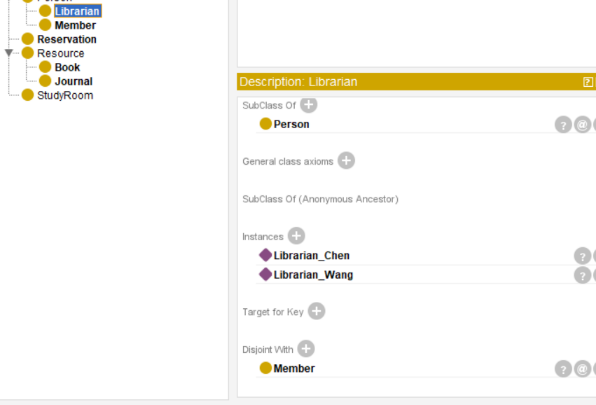 Person
Librarian
Member
Reservation
Resource
Book
Journal
StudyRoom
Description: Librarian
?
SubClass Of +
Person
? @
General class axioms +
SubClass Of (Anonymous Ancestor)
Instances +
Librarian_Chen
?
Librarian_Wang
?
Target for Key +
Disjoint With +
Member
? @